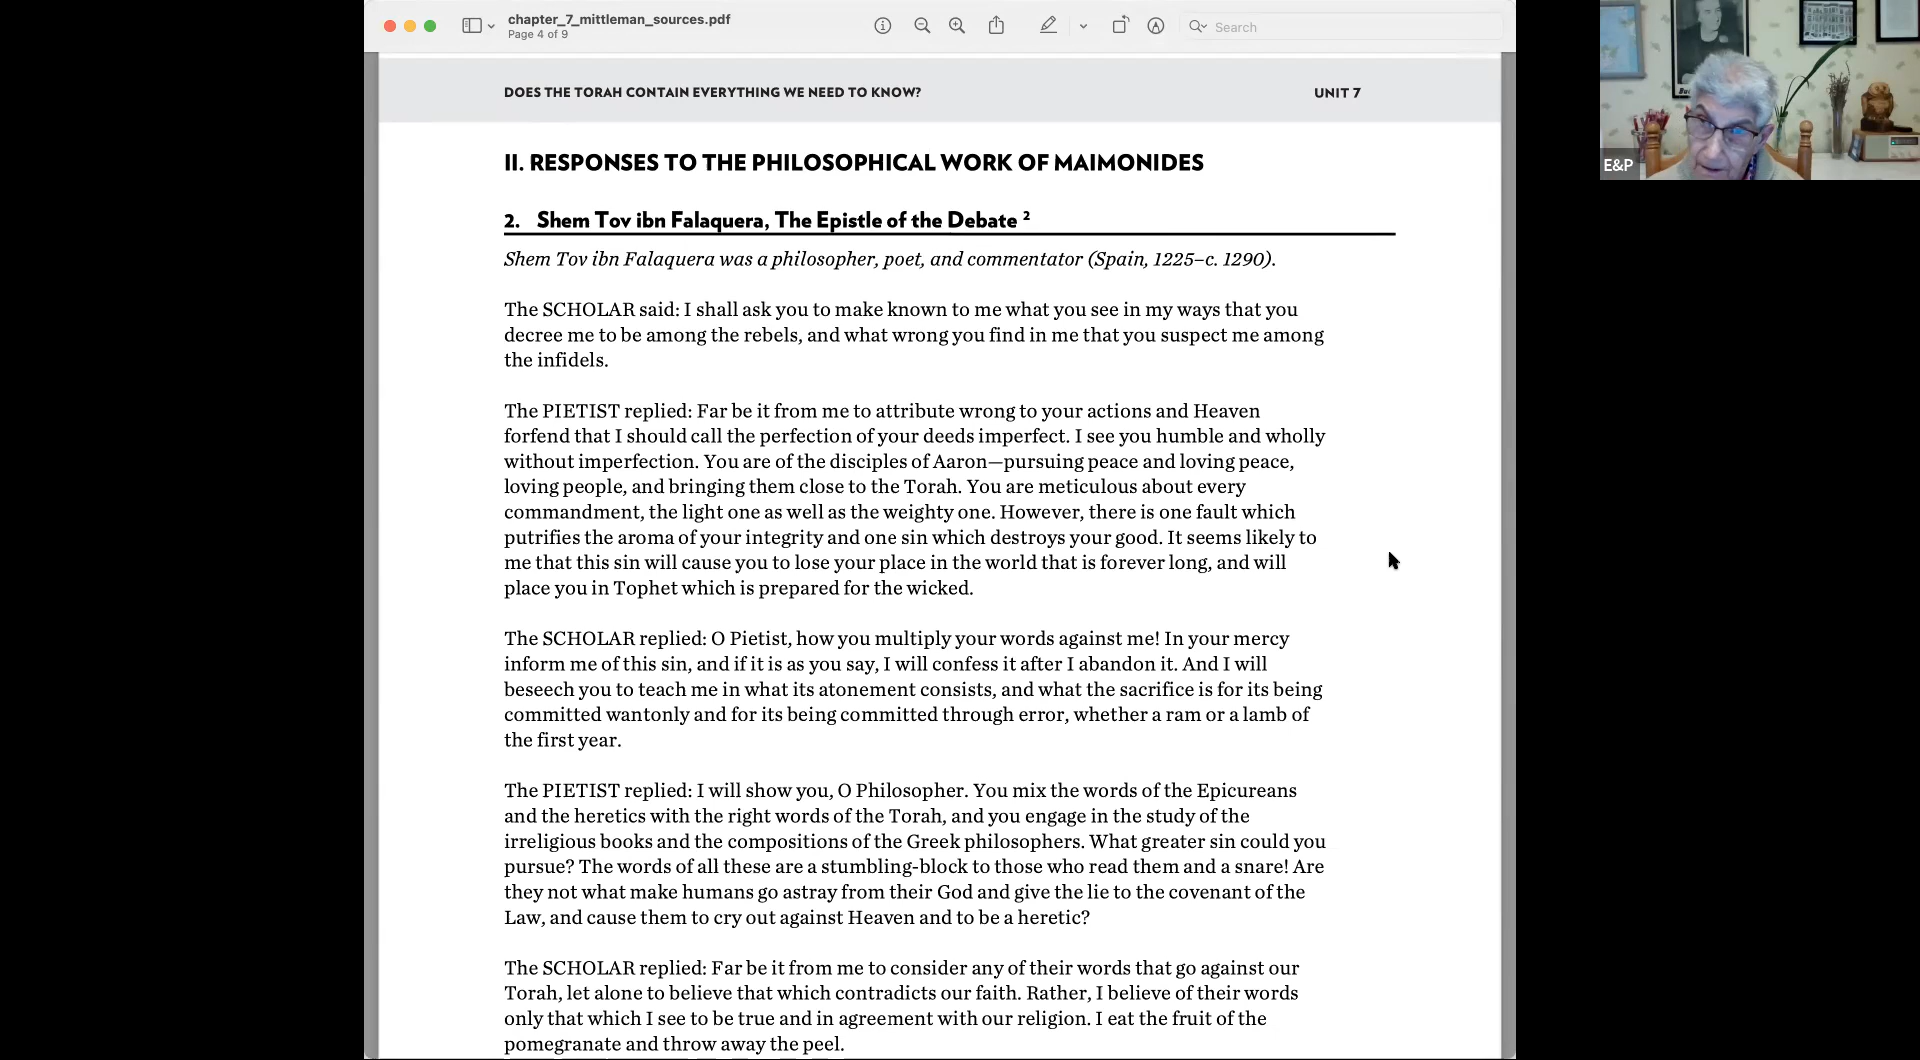 chapter_7_mittleman_sources.pdf
Page 4 of 9
Search
DOES THE TORAH CONTAIN EVERYTHING WE NEED TO KNOW?
UNIT 7
II. RESPONSES TO THE PHILOSOPHICAL WORK OF MAIMONIDES
2. Shem Tov ibn Falaquera, The Epistle of the Debate ²
Shem Tov ibn Falaquera was a philosopher, poet, and commentator (Spain, 1225–c. 1290).
The SCHOLAR said: I shall ask you to make known to me what you see in my ways that you
decree me to be among the rebels, and what wrong you find in me that you suspect me among
the infidels.
The PIETIST replied: Far be it from me to attribute wrong to your actions and Heaven
forfend that I should call the perfection of your deeds imperfect. I see you humble and wholly
without imperfection. You are of the disciples of Aaron—pursuing peace and loving peace,
loving people, and bringing them close to the Torah. You are meticulous about every
commandment, the light one as well as the weighty one. However, there is one fault which
putrifies the aroma of your integrity and one sin which destroys your good. It seems likely to
me that this sin will cause you to lose your place in the world that is forever long, and will
place you in Tophet which is prepared for the wicked.
The SCHOLAR replied: O Pietist, how you multiply your words against me! In your mercy
inform me of this sin, and if it is as you say, I will confess it after I abandon it. And I will
beseech you to teach me in what its atonement consists, and what the sacrifice is for its being
committed wantonly and for its being committed through error, whether a ram or a lamb of
the first year.
The PIETIST replied: I will show you, O Philosopher. You mix the words of the Epicureans
and the heretics with the right words of the Torah, and you engage in the study of the
irreligious books and the compositions of the Greek philosophers. What greater sin could you
pursue? The words of all these are a stumbling-block to those who read them and a snare! Are
they not what make humans go astray from their God and give the lie to the covenant of the
Law, and cause them to cry out against Heaven and to be a heretic?
The SCHOLAR replied: Far be it from me to consider any of their words that go against our
Torah, let alone to believe that which contradicts our faith. Rather, I believe of their words
only that which I see to be true and in agreement with our religion. I eat the fruit of the
pomegranate and throw away the peel.
E&P